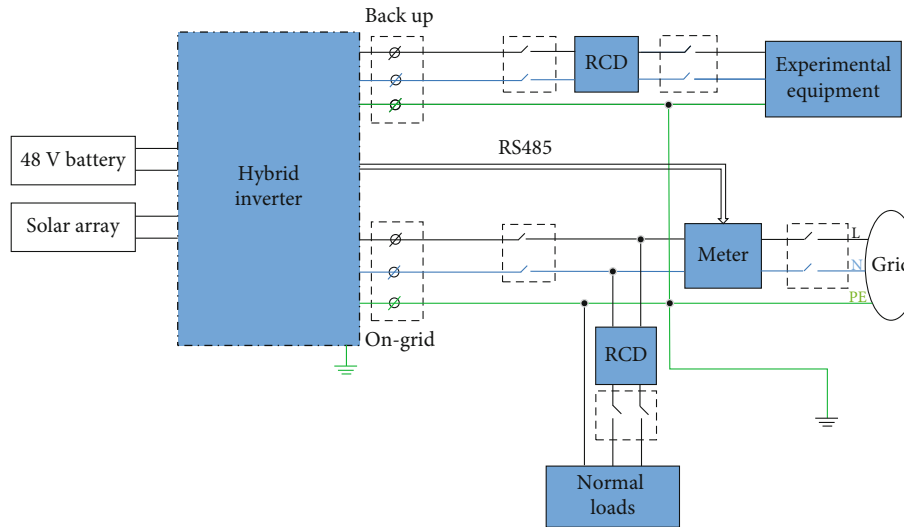 Back up
RCD
Experimental
equipment
48 V battery
RS485
Hybrid
inverter
Solar array
Meter
L
N
PE
Grid
On-grid
RCD
Normal
loads